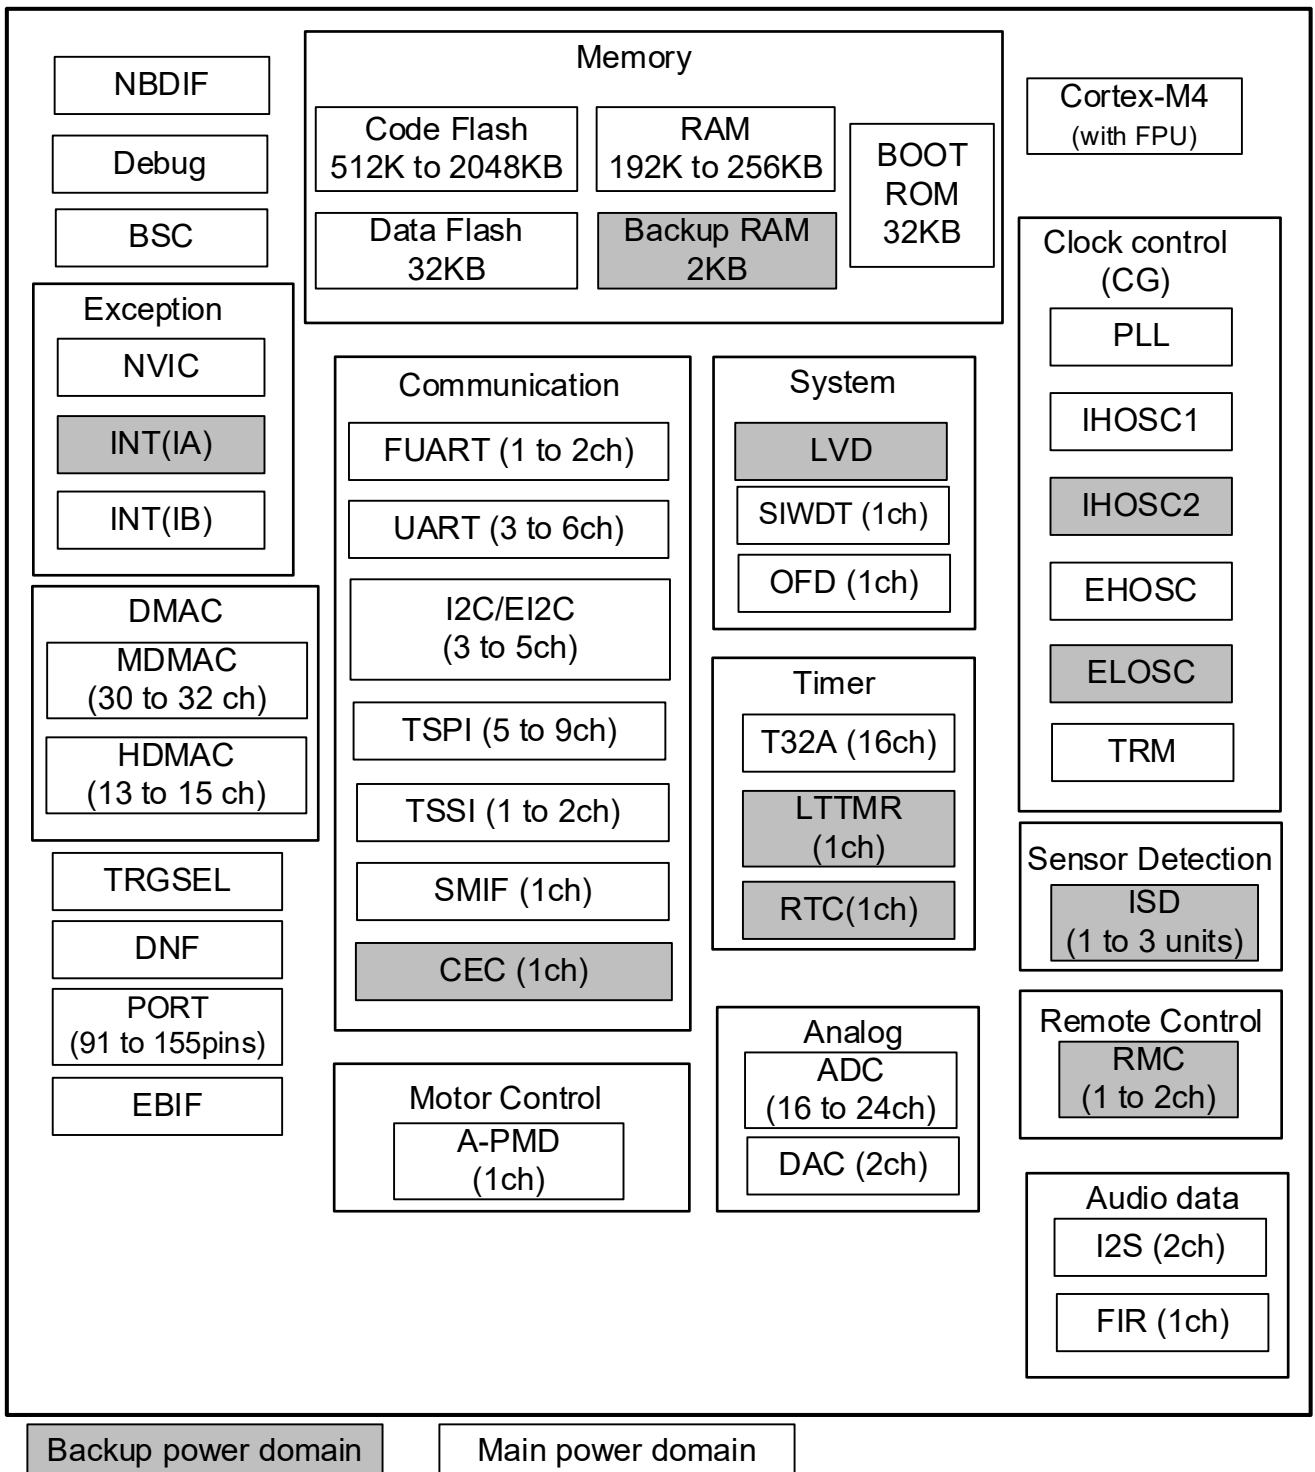 NBDIF
Debug
BSC
Memory
Code Flash
512K to 2048KB
RAM
192K to 256KB
BOOT
ROM
32KB
Data Flash
32KB
Backup RAM
2KB
Cortex-M4
(with FPU)
Exception
NVIC
INT(IA)
INT(IB)
DMAC
MDMAC
(30 to 32 ch)
HDMAC
(13 to 15 ch)
TRGSEL
DNF
PORT
(91 to 155pins)
EBIF
Communication
FUART (1 to 2ch)
UART (3 to 6ch)
I2C/EI2C
(3 to 5ch)
TSPI (5 to 9ch)
TSSI (1 to 2ch)
SMIF (1ch)
CEC (1ch)
Motor Control
A-PMD
(1ch)
System
LVD
SIWDT (1ch)
OFD (1ch)
Timer
T32A (16ch)
LTTMR
(1ch)
RTC(1ch)
Analog
ADC
(16 to 24ch)
DAC (2ch)
Clock control
(CG)
PLL
IHOSC1
IHOSC2
EHOSC
ELOSC
TRM
Sensor Detection
ISD
(1 to 3 units)
Remote Control
RMC
(1 to 2ch)
Audio data
I2S (2ch)
FIR (1ch)
Backup power domain
Main power domain